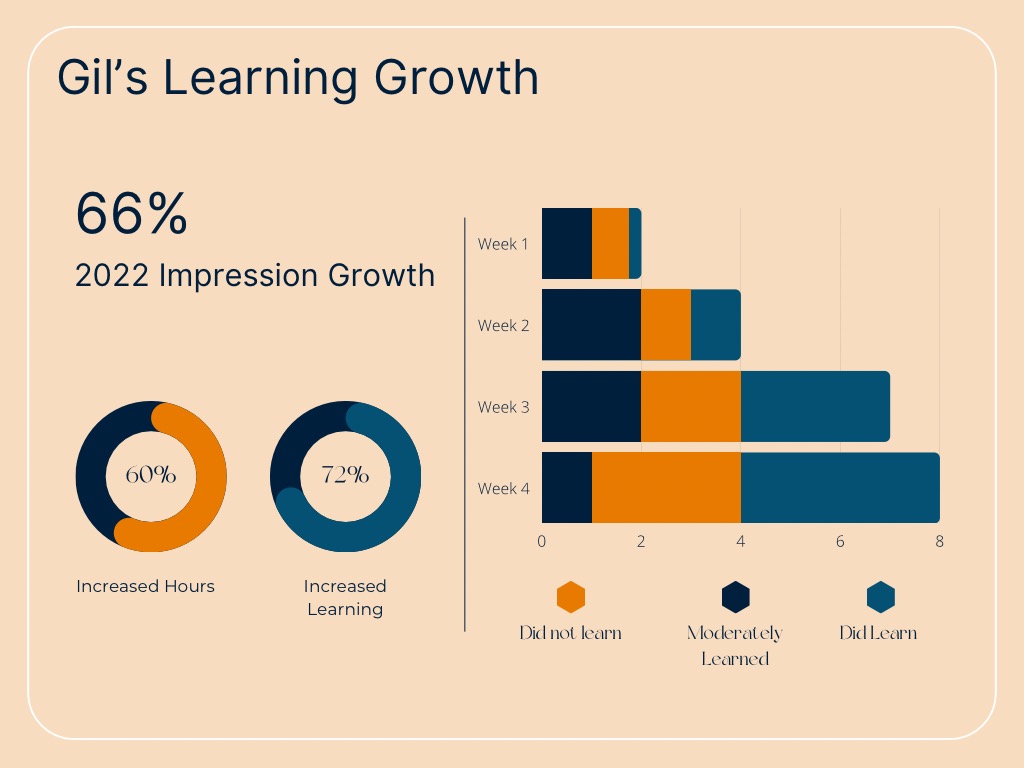 Gil’s Learning Growth
66%
2022 Impression Growth
60%
Increased Hours
72%
Increased
Learning
Week 1
Week 2
Week 3
Week 4
0 2 4 6 8
Did not learn
Moderately
Learned
Did Learn